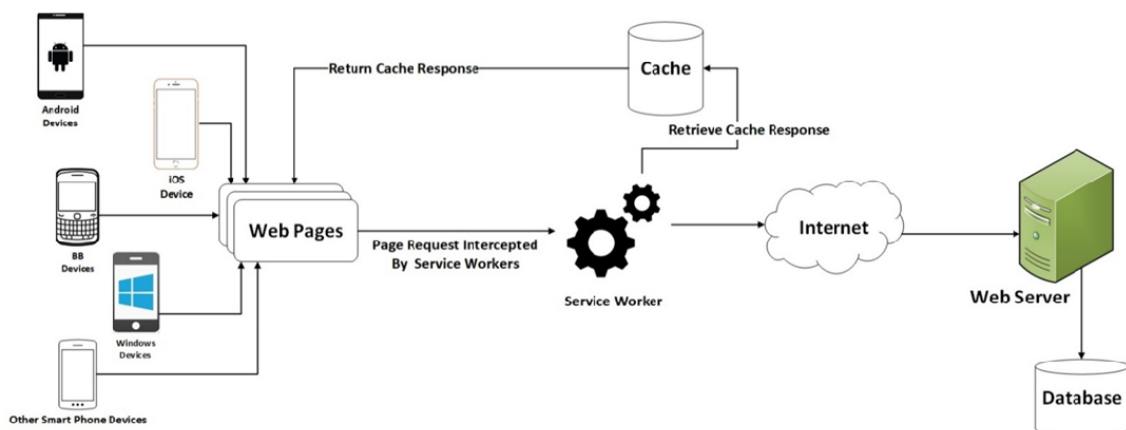 Android
Devices
iOS
Device
BB
Devices
Windows
Devices
Other Smart Phone Devices
Web Pages
Return Cache Response
Cache
Retrieve Cache Response
Page Request Intercepted
By Service Workers
Service Worker
Internet
Web Server
Database